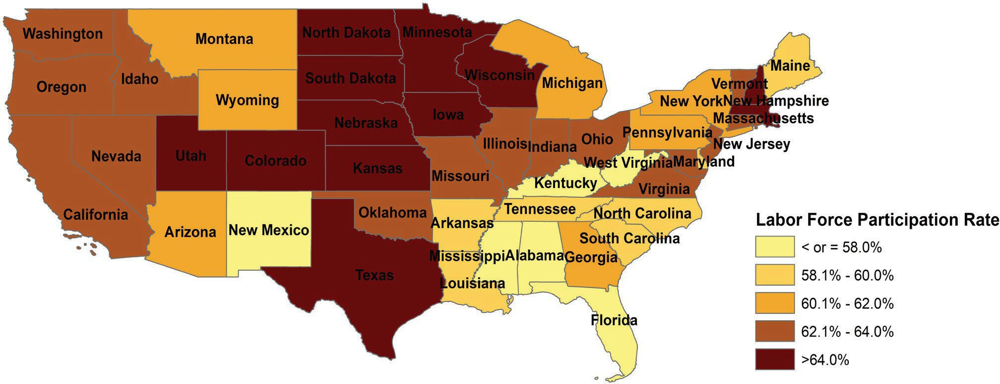 Washington
Montana
North Dakota
Minnesota
Maine
Oregon
Idaho
South Dakota
Wisconsin
Michigan
Vermont
Wyoming
New York
New Hampshire
Nebraska
Iowa
Massachusetts
Nevada
Utah
Colorado
Kansas
Illinois
Indiana
Ohio
Pennsylvania
New Jersey
Missouri
West Virginia
Maryland
Kentucky
Virginia
California
Arizona
New Mexico
Oklahoma
Arkansas
Tennessee
North Carolina
South Carolina
Texas
Mississippi
Alabama
Georgia
Louisiana
Florida
Labor Force Participation Rate
< or = 58.0%
58.1% - 60.0%
60.1% - 62.0%
62.1% - 64.0%
>64.0%